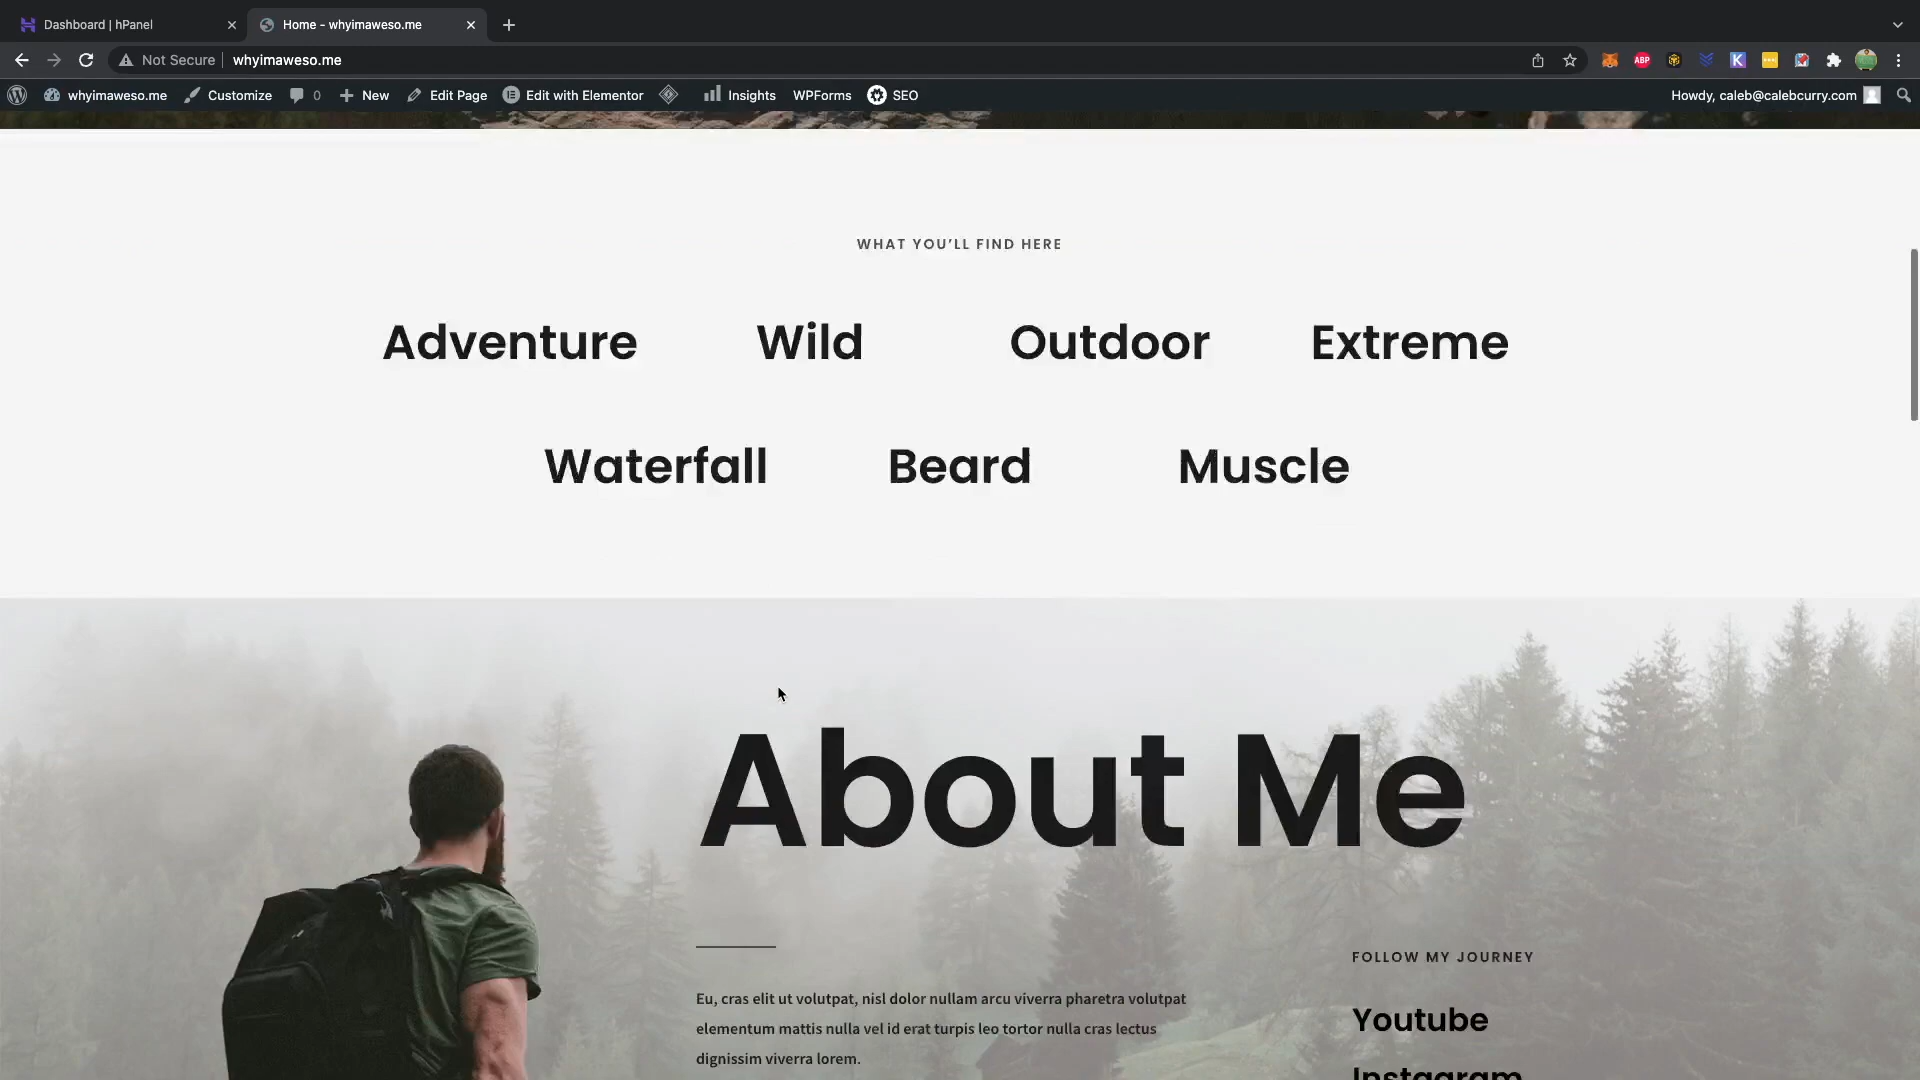 Dashboard | hPanel
Home - whyimaweso.me
Not Secure
whyimaweso.me
ABP
K
whyimaweso.me
Customize
0
New
Edit Page
Edit with Elementor
Insights
WPForms
SEO
Howdy, caleb@calebcurry.com
WHAT YOU’LL FIND HERE
Adventure Wild Outdoor Extreme
Waterfall Beard Muscle
About Me
Eu, cras elit ut volutpat, nisl dolor nullam arcu viverra pharetra volutpat
elementum mattis nulla vel id erat turpis leo tortor nulla cras lectus
dignissim viverra lorem.
FOLLOW MY JOURNEY
Youtube
Instagram